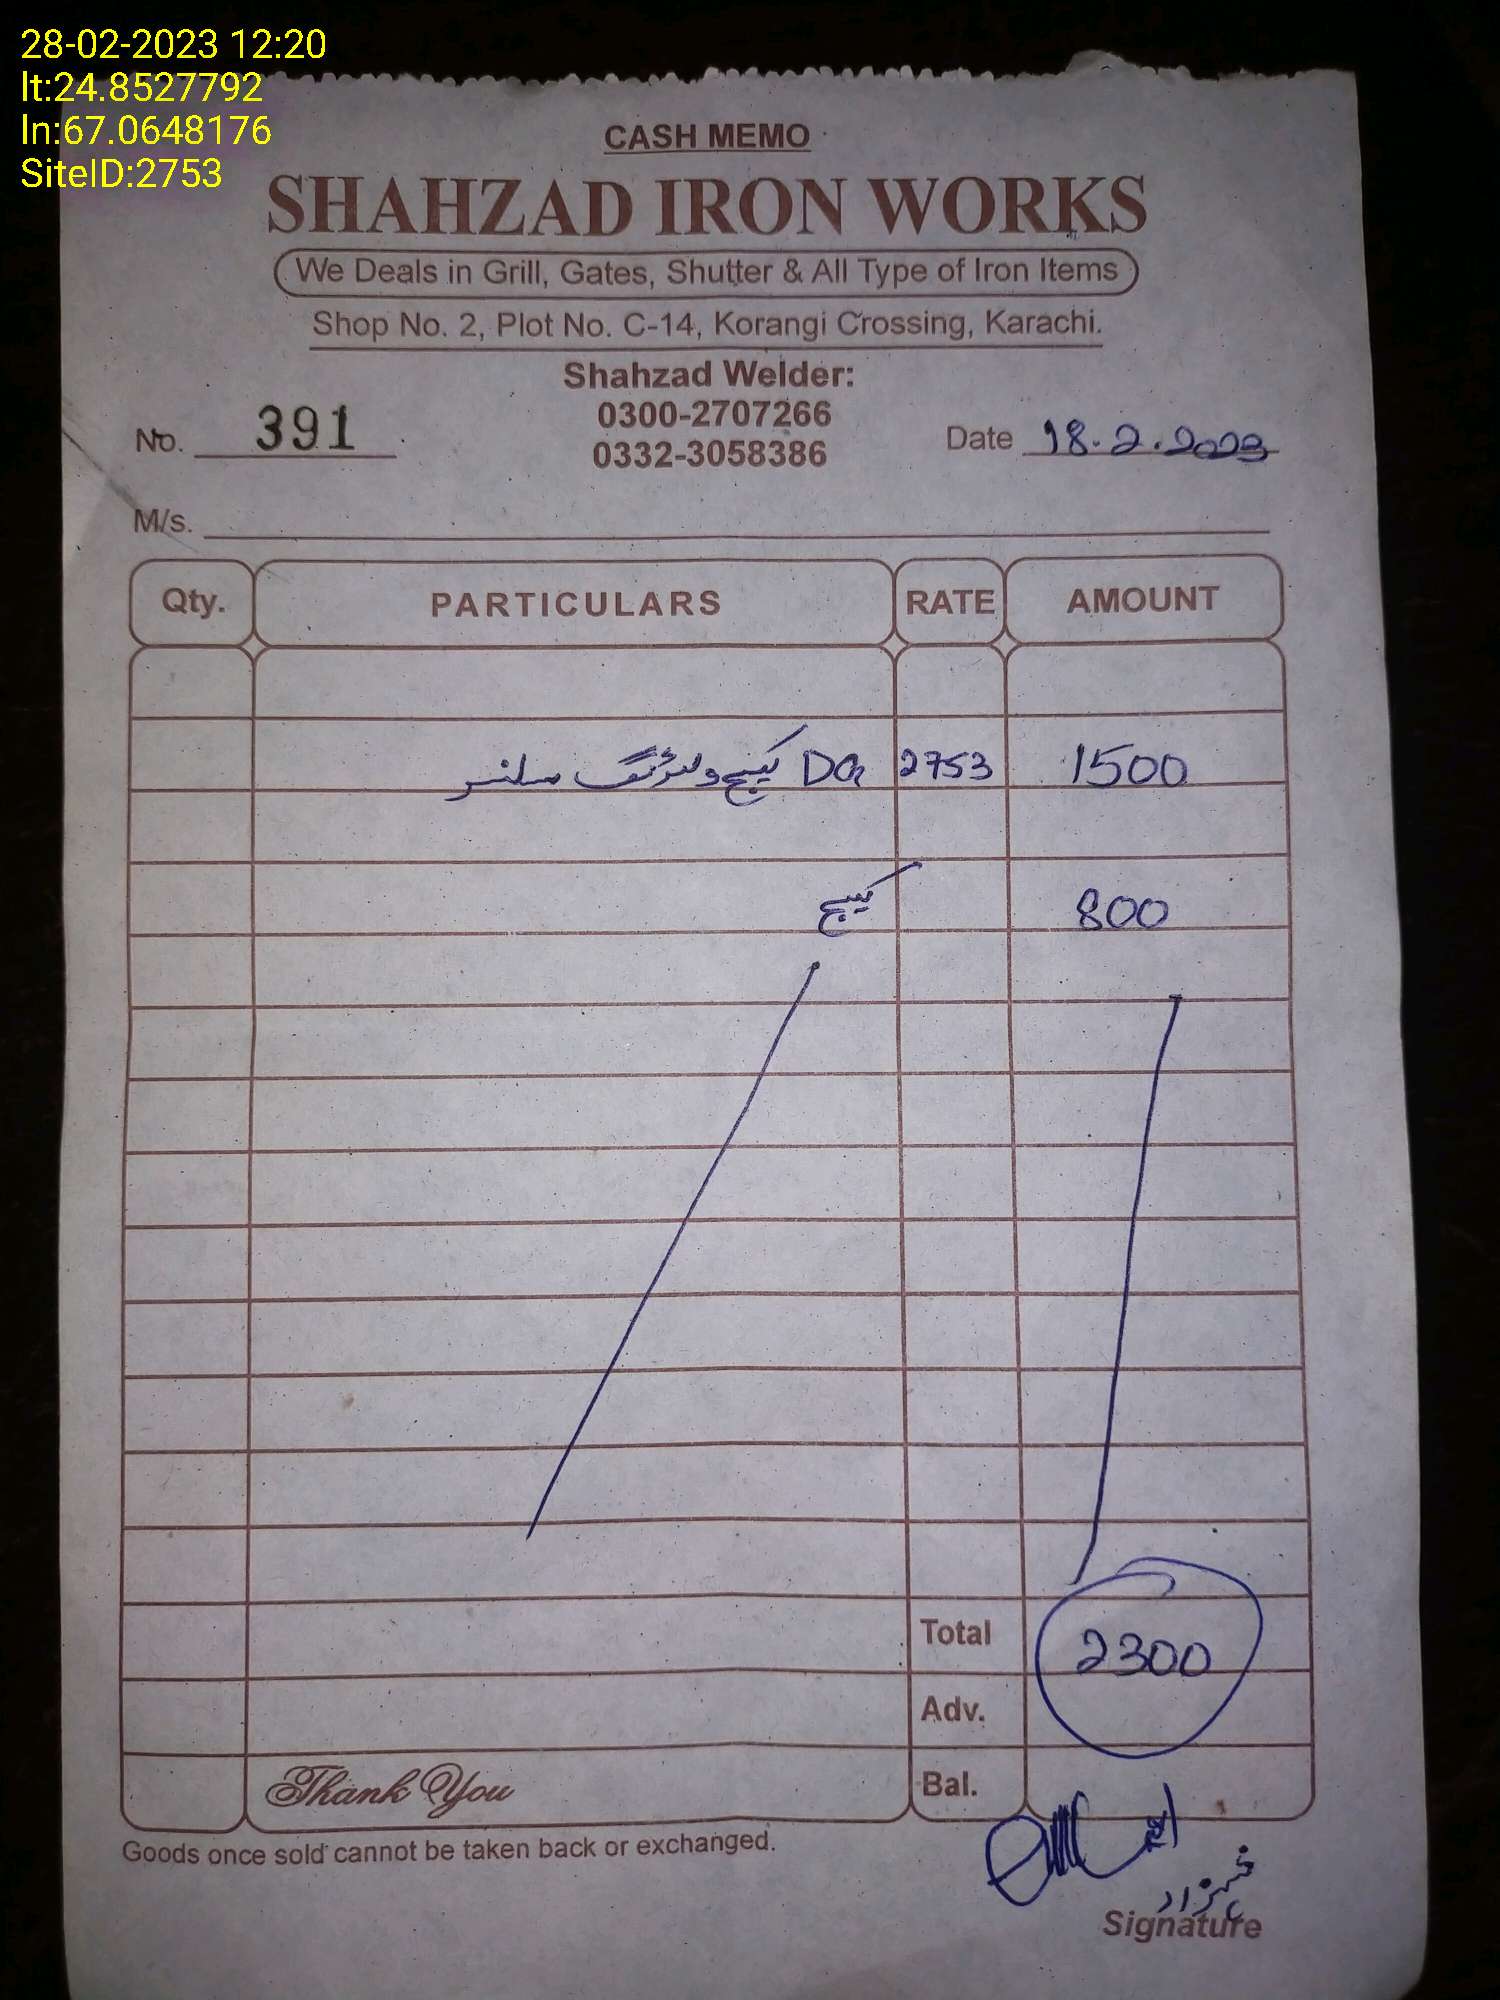 28-02-2023 12:20
lt:24.8527792
ln:67.0648176
SiteID:2753
CASH MEMO
SHAHZAD IRON WORKS
We Deals in Grill, Gates, Shutter & All Type of Iron Items
Shop No. 2, Plot No. C-14, Korangi Crossing, Karachi.
Shahzad Welder:
0300-2707266
0332-3058386
No. 391
Date 18.2.2023
M/s.
Qty. PARTICULARS RATE AMOUNT
2753 DG کیج ویلڈنگ سلنسر 1500
کیج 800
Total 2300
Adv.
Bal.
Thank You
Goods once sold cannot be taken back or exchanged.
شہزاد
Signature